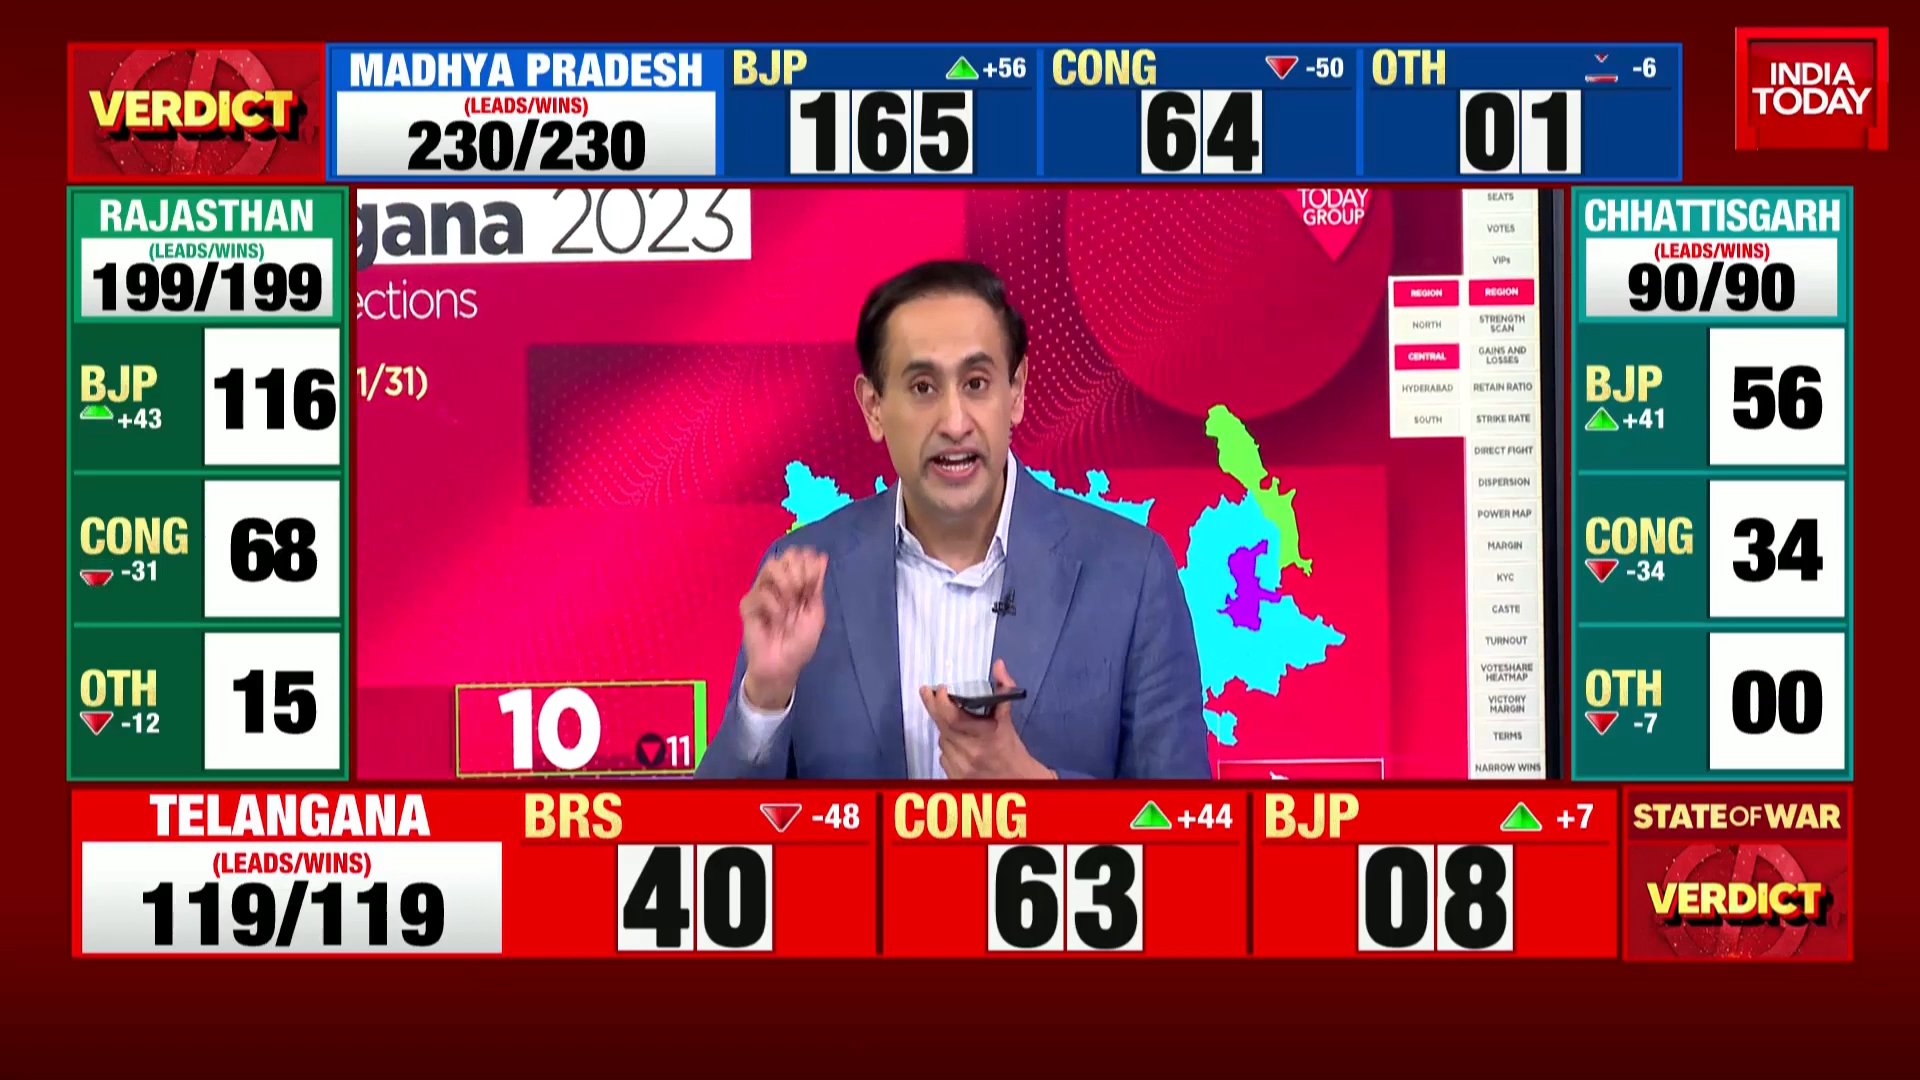 VERDICT
MADHYA PRADESH
(LEADS/WINS)
230/230
BJP
+56
165
CONG
-50
64
OTH
-6
01
INDIA
TODAY
RAJASTHAN
(LEADS/WINS)
199/199
BJP
+43
116
CONG
-31
68
OTH
-12
15
gana 2023
ections
1/31)
10
11
TODAY
GROUP
REGION
NORTH
CENTRAL
HYDERABAD
SOUTH
SEATS
VOTES
VIPs
REGION
STRENGTH
SCAN
GAINS AND
LOSSES
RETAIN RATIO
STRIKE RATE
DIRECT FIGHT
DISPERSION
POWER MAP
MARGIN
KYC
CASTE
TURNOUT
VOTESHARE
HEATMAP
VICTORY
MARGIN
TERMS
NARROW WINS
CHHATTISGARH
(LEADS/WINS)
90/90
BJP
+41
56
CONG
-34
34
OTH
-7
00
TELANGANA
(LEADS/WINS)
119/119
BRS
-48
40
CONG
+44
63
BJP
+7
08
STATE OF WAR
VERDICT